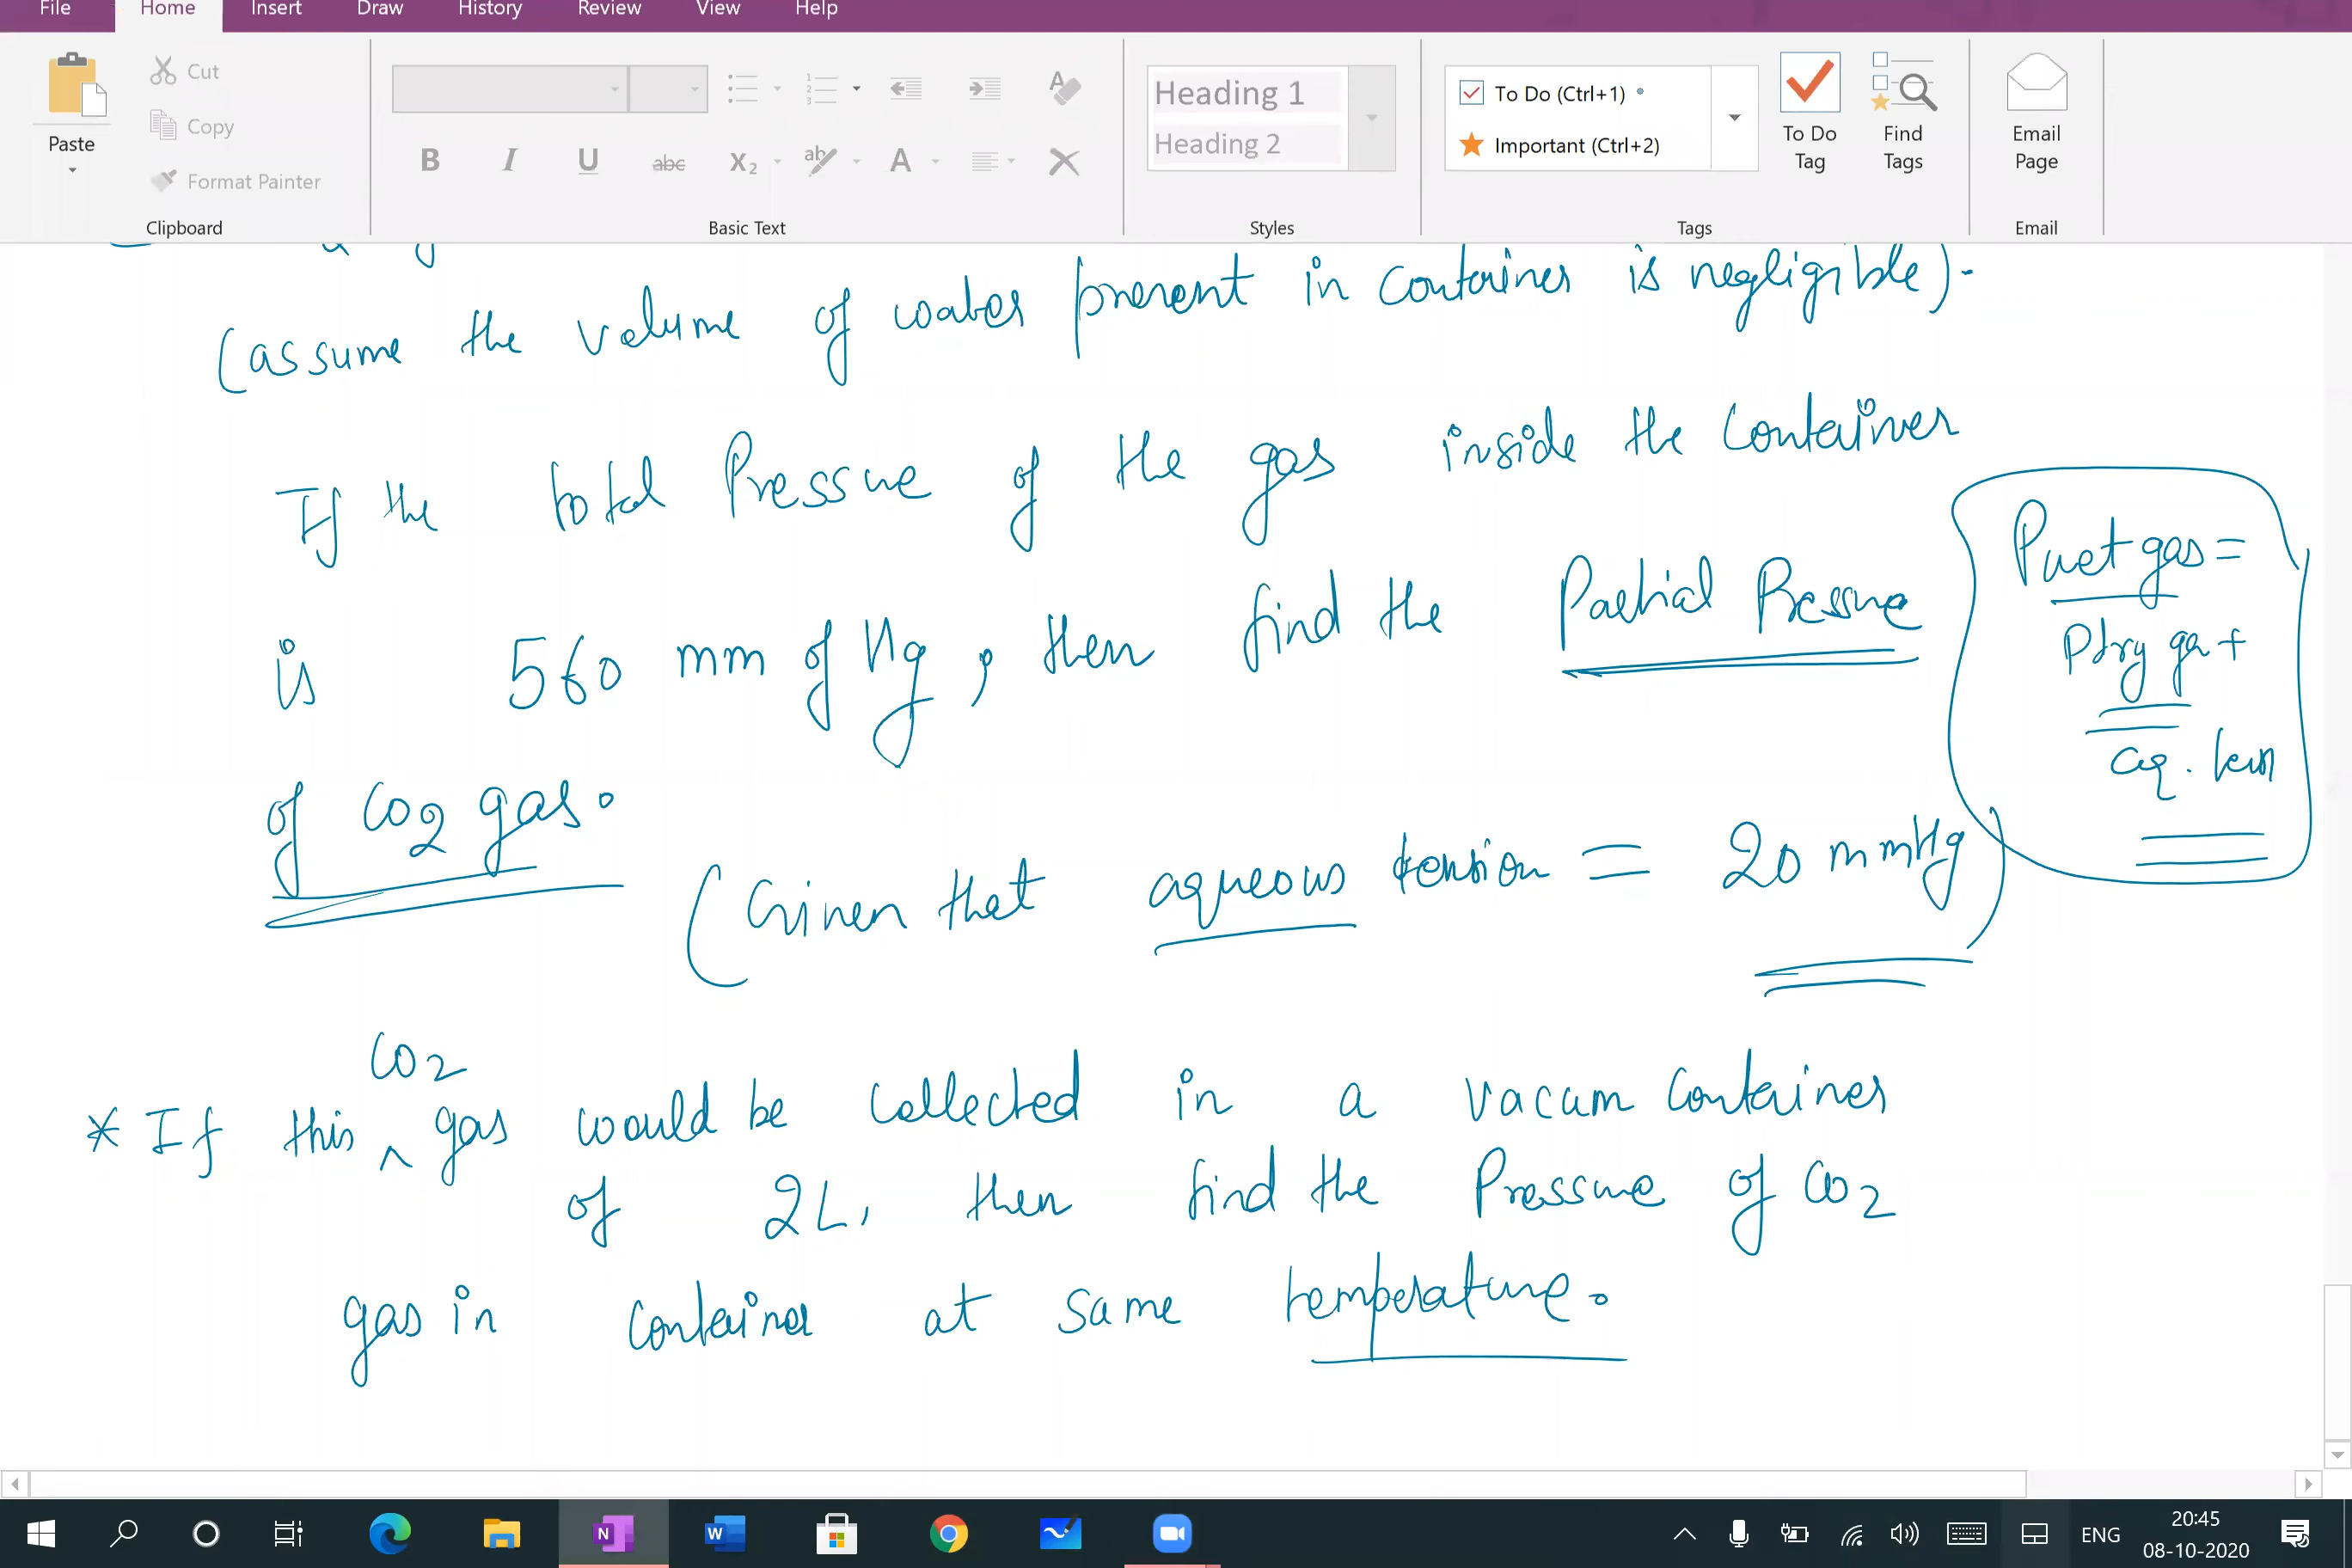 File Home Insert Draw History Review View Help
Paste
Cut
Copy
Format Painter
Clipboard
B I U abc X₂ ab A
Basic Text
Heading 1
Heading 2
Styles
To Do (Ctrl+1)
Important (Ctrl+2)
To Do Tag
Find Tags
Tags
Email Page
Email
(assume the volume of water present in container is negligible).
If the total Pressure of the gas inside the Container
is 560 mm of Hg, then find the Partial Pressure
of CO2 gas.
(Given that aqueous tension = 20 mmHg)
Pwet gas =
Pdry ga +
aq. ten
* If this CO2 gas would be collected in a vacum Container
of 2L, then find the Pressure of CO2
gas in container at same temperature.
ENG
20:45
08-10-2020